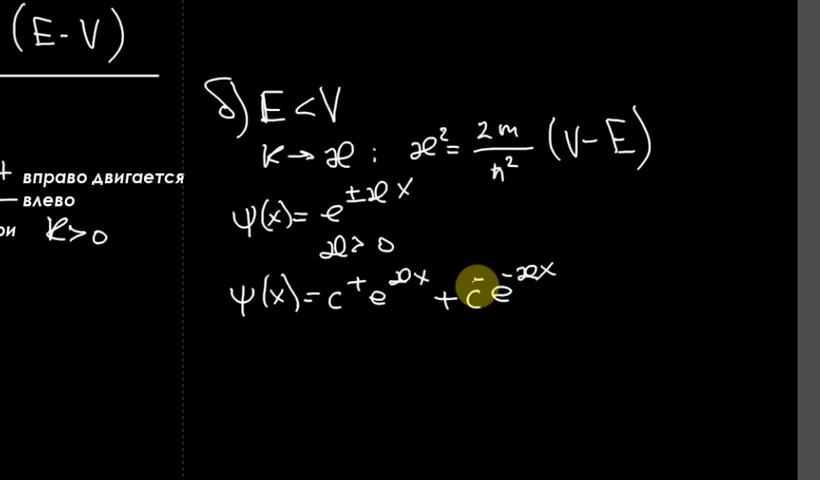 (E-V)
+ вправо двигается
— влево
ри k>0
б) E<V
k→æ: æ²= 2m/ħ² (V-E)
ψ(x)= e^±æx
æ>0
ψ(x)= c⁺e^æx + c⁻e^-æx